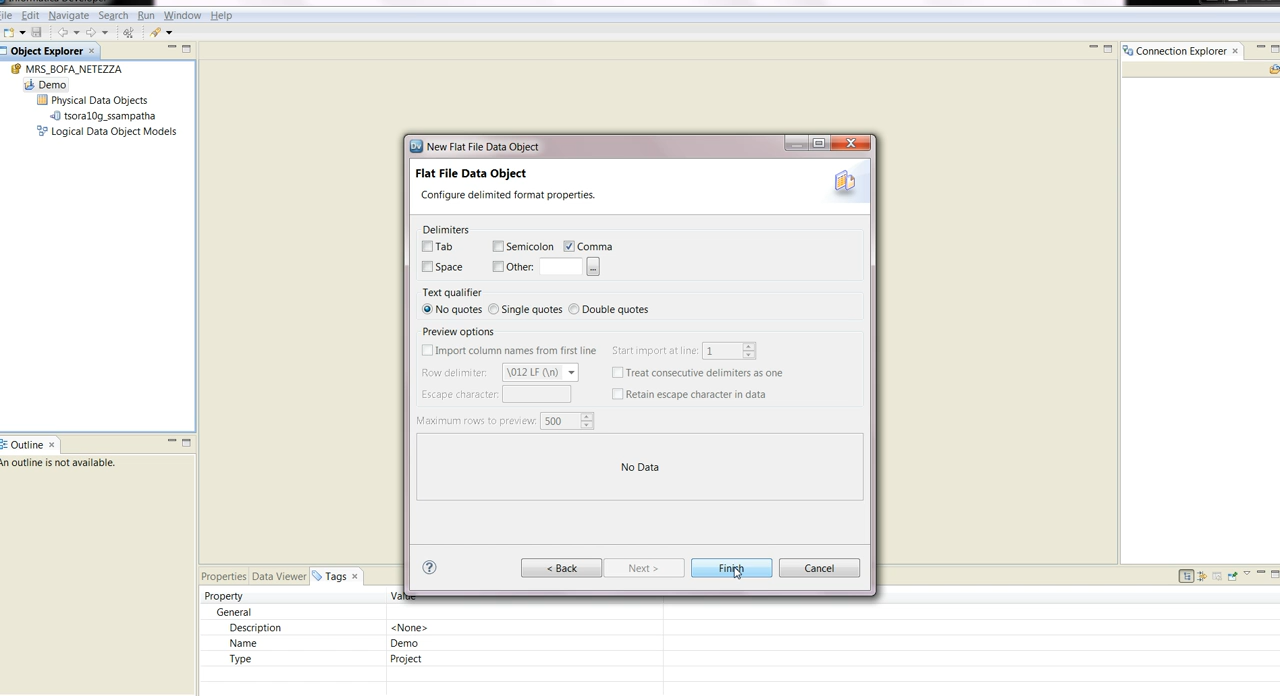 Informatica Developer
File Edit Navigate Search Run Window Help
Object Explorer
Connection Explorer
MRS_BOFA_NETEZZA
Demo
Physical Data Objects
tsora10g_ssampatha
Logical Data Object Models
New Flat File Data Object
Flat File Data Object
Configure delimited format properties.
Delimiters
Tab Semicolon Comma
Space Other: ...
Text qualifier
No quotes Single quotes Double quotes
Preview options
Import column names from first line Start import at line: 1
Row delimiter: \012 LF (\n) Treat consecutive delimiters as one
Escape character: Retain escape character in data
Maximum rows to preview: 500
No Data
< Back Next > Finish Cancel
Outline
An outline is not available.
Properties Data Viewer Tags
Property Value
General
Description <None>
Name Demo
Type Project